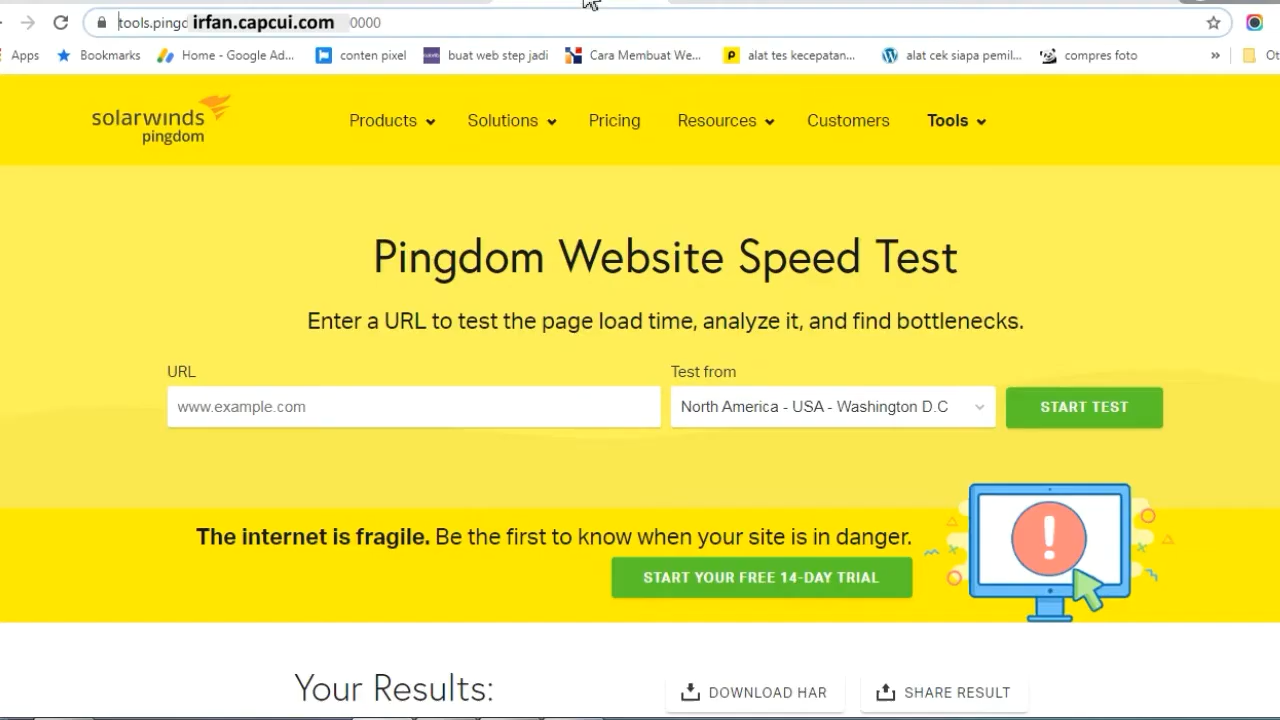 tools.pingd irfan.capcui.com 0000
Apps Bookmarks Home - Google Ad... conten pixel buat web step jadi Cara Membuat We... alat tes kecepatan... alat cek siapa pemil... compres foto » Ot
solarwinds
pingdom
Products Solutions Pricing Resources Customers Tools
Pingdom Website Speed Test
Enter a URL to test the page load time, analyze it, and find bottlenecks.
URL Test from
www.example.com North America - USA - Washington D.C START TEST
The internet is fragile. Be the first to know when your site is in danger.
START YOUR FREE 14-DAY TRIAL
Your Results: DOWNLOAD HAR SHARE RESULT